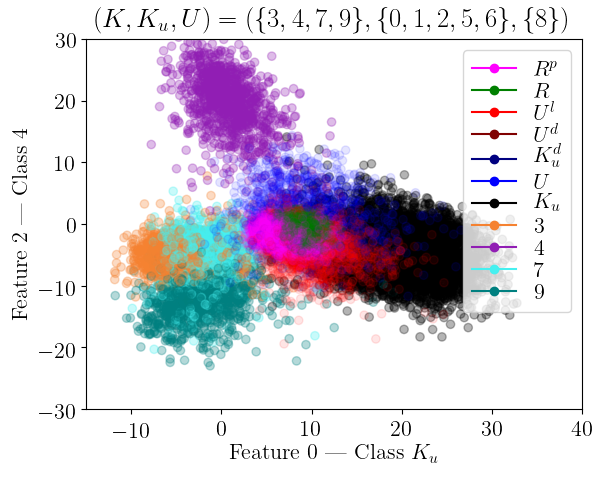 (K, K_u, U) = ({3, 4, 7, 9}, {0, 1, 2, 5, 6}, {8})
30
20
10
0
−10
−20
−30
Feature 2 — Class 4
R^p
R
U^l
U^d
K_u^d
U
K_u
3
4
7
9
−10 0 10 20 30 40
Feature 0 — Class K_u